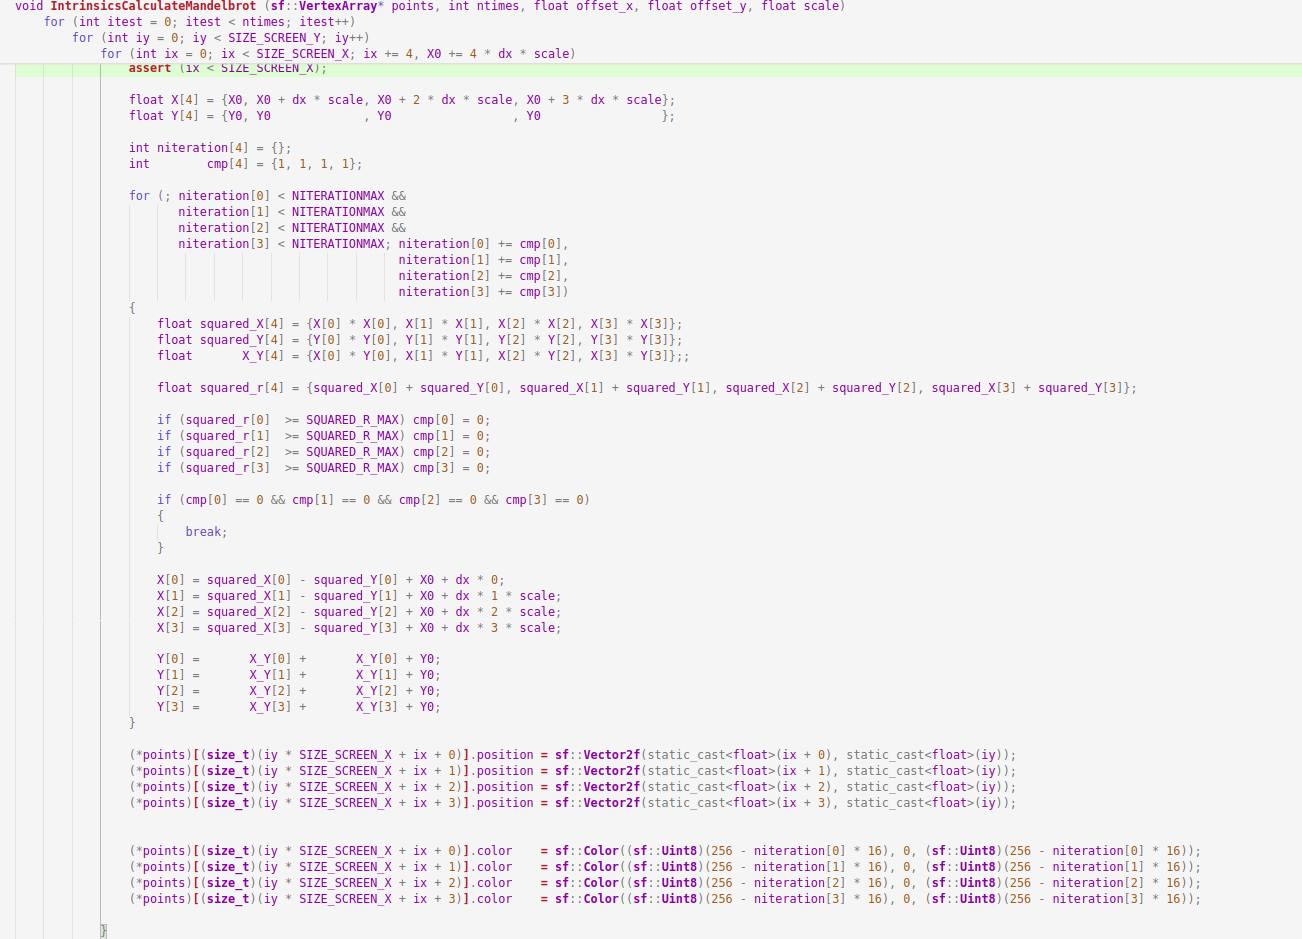 void IntrinsicsCalculateMandelbrot (sf::VertexArray* points, int ntimes, float offset_x, float offset_y, float scale)
for (int itest = 0; itest < ntimes; itest++)
for (int iy = 0; iy < SIZE_SCREEN_Y; iy++)
for (int ix = 0; ix < SIZE_SCREEN_X; ix += 4, X0 += 4 * dx * scale)
assert (ix < SIZE_SCREEN_X);
float X[4] = {X0, X0 + dx * scale, X0 + 2 * dx * scale, X0 + 3 * dx * scale};
float Y[4] = {Y0, Y0             , Y0                 , Y0                 };
int niteration[4] = {};
int        cmp[4] = {1, 1, 1, 1};
for (; niteration[0] < NITERATIONMAX &&
niteration[1] < NITERATIONMAX &&
niteration[2] < NITERATIONMAX &&
niteration[3] < NITERATIONMAX; niteration[0] += cmp[0],
niteration[1] += cmp[1],
niteration[2] += cmp[2],
niteration[3] += cmp[3])
{
float squared_X[4] = {X[0] * X[0], X[1] * X[1], X[2] * X[2], X[3] * X[3]};
float squared_Y[4] = {Y[0] * Y[0], Y[1] * Y[1], Y[2] * Y[2], Y[3] * Y[3]};
float       X_Y[4] = {X[0] * Y[0], X[1] * Y[1], X[2] * Y[2], X[3] * Y[3]};;
float squared_r[4] = {squared_X[0] + squared_Y[0], squared_X[1] + squared_Y[1], squared_X[2] + squared_Y[2], squared_X[3] + squared_Y[3]};
if (squared_r[0]  >= SQUARED_R_MAX) cmp[0] = 0;
if (squared_r[1]  >= SQUARED_R_MAX) cmp[1] = 0;
if (squared_r[2]  >= SQUARED_R_MAX) cmp[2] = 0;
if (squared_r[3]  >= SQUARED_R_MAX) cmp[3] = 0;
if (cmp[0] == 0 && cmp[1] == 0 && cmp[2] == 0 && cmp[3] == 0)
{
break;
}
X[0] = squared_X[0] - squared_Y[0] + X0 + dx * 0;
X[1] = squared_X[1] - squared_Y[1] + X0 + dx * 1 * scale;
X[2] = squared_X[2] - squared_Y[2] + X0 + dx * 2 * scale;
X[3] = squared_X[3] - squared_Y[3] + X0 + dx * 3 * scale;
Y[0] =       X_Y[0] +       X_Y[0] + Y0;
Y[1] =       X_Y[1] +       X_Y[1] + Y0;
Y[2] =       X_Y[2] +       X_Y[2] + Y0;
Y[3] =       X_Y[3] +       X_Y[3] + Y0;
}
(*points)[(size_t)(iy * SIZE_SCREEN_X + ix + 0)].position = sf::Vector2f(static_cast<float>(ix + 0), static_cast<float>(iy));
(*points)[(size_t)(iy * SIZE_SCREEN_X + ix + 1)].position = sf::Vector2f(static_cast<float>(ix + 1), static_cast<float>(iy));
(*points)[(size_t)(iy * SIZE_SCREEN_X + ix + 2)].position = sf::Vector2f(static_cast<float>(ix + 2), static_cast<float>(iy));
(*points)[(size_t)(iy * SIZE_SCREEN_X + ix + 3)].position = sf::Vector2f(static_cast<float>(ix + 3), static_cast<float>(iy));
(*points)[(size_t)(iy * SIZE_SCREEN_X + ix + 0)].color    = sf::Color((sf::Uint8)(256 - niteration[0] * 16), 0, (sf::Uint8)(256 - niteration[0] * 16));
(*points)[(size_t)(iy * SIZE_SCREEN_X + ix + 1)].color    = sf::Color((sf::Uint8)(256 - niteration[1] * 16), 0, (sf::Uint8)(256 - niteration[1] * 16));
(*points)[(size_t)(iy * SIZE_SCREEN_X + ix + 2)].color    = sf::Color((sf::Uint8)(256 - niteration[2] * 16), 0, (sf::Uint8)(256 - niteration[2] * 16));
(*points)[(size_t)(iy * SIZE_SCREEN_X + ix + 3)].color    = sf::Color((sf::Uint8)(256 - niteration[3] * 16), 0, (sf::Uint8)(256 - niteration[3] * 16));
}